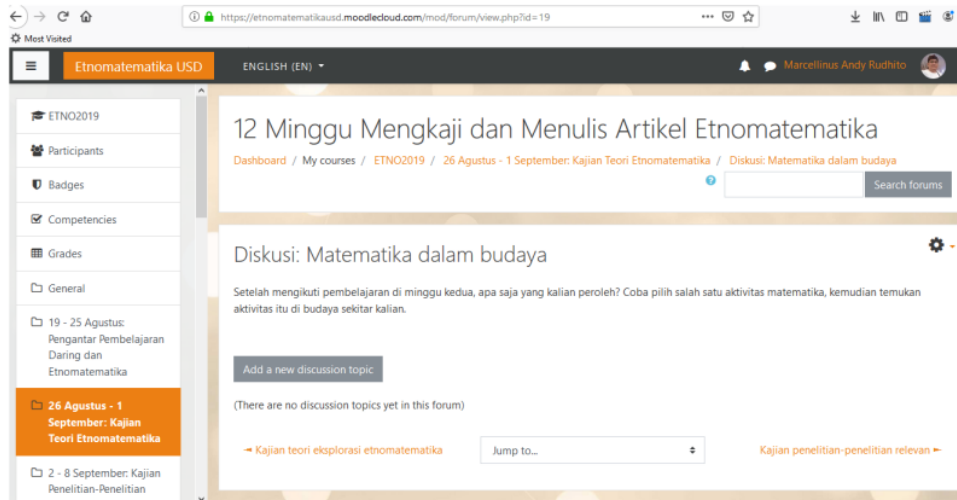 https://etnomatematikausd.moodlecloud.com/mod/forum/view.php?id=19
Most Visited
Etnomatematika USD
ENGLISH (EN)
Marcellinus Andy Rudhito
ETNO2019
Participants
Badges
Competencies
Grades
General
19 - 25 Agustus:
Pengantar Pembelajaran
Daring dan
Etnomatematika
26 Agustus - 1
September: Kajian
Teori Etnomatematika
2 - 8 September: Kajian
Penelitian-Penelitian
12 Minggu Mengkaji dan Menulis Artikel Etnomatematika
Dashboard / My courses / ETNO2019 / 26 Agustus - 1 September: Kajian Teori Etnomatematika / Diskusi: Matematika dalam budaya
Search forums
Diskusi: Matematika dalam budaya
Setelah mengikuti pembelajaran di minggu kedua, apa saja yang kalian peroleh? Coba pilih salah satu aktivitas matematika, kemudian temukan
aktivitas itu di budaya sekitar kalian.
Add a new discussion topic
(There are no discussion topics yet in this forum)
Kajian teori eksplorasi etnomatematika
Jump to...
Kajian penelitian-penelitian relevan